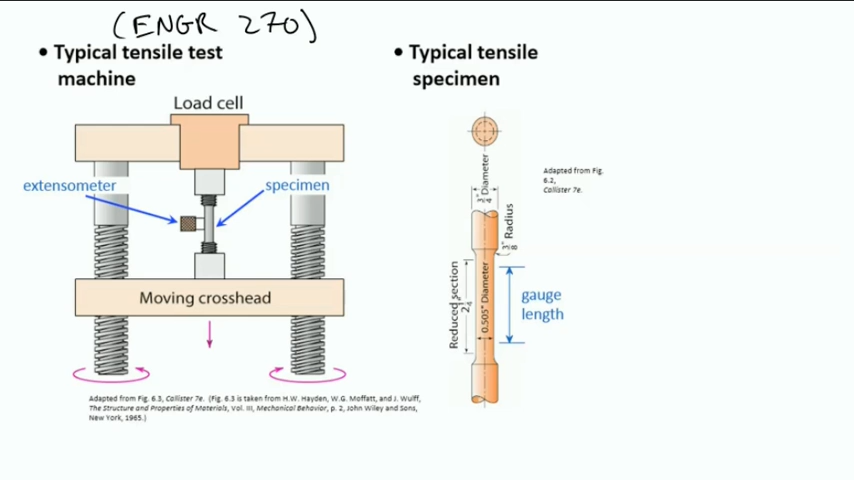 (ENGR 270)
• Typical tensile test
machine
Load cell
extensometer
specimen
Moving crosshead
Adapted from Fig. 6.3, Callister 7e. (Fig. 6.3 is taken from H.W. Hayden, W.G. Moffatt, and J. Wulff,
The Structure and Properties of Materials, Vol. III, Mechanical Behavior, p. 2, John Wiley and Sons,
New York, 1965.)
• Typical tensile
specimen
Adapted from Fig.
6.2,
Callister 7e.
3/4" Diameter
3/8" Radius
Reduced section
2 1/4"
0.505" Diameter
gauge
length